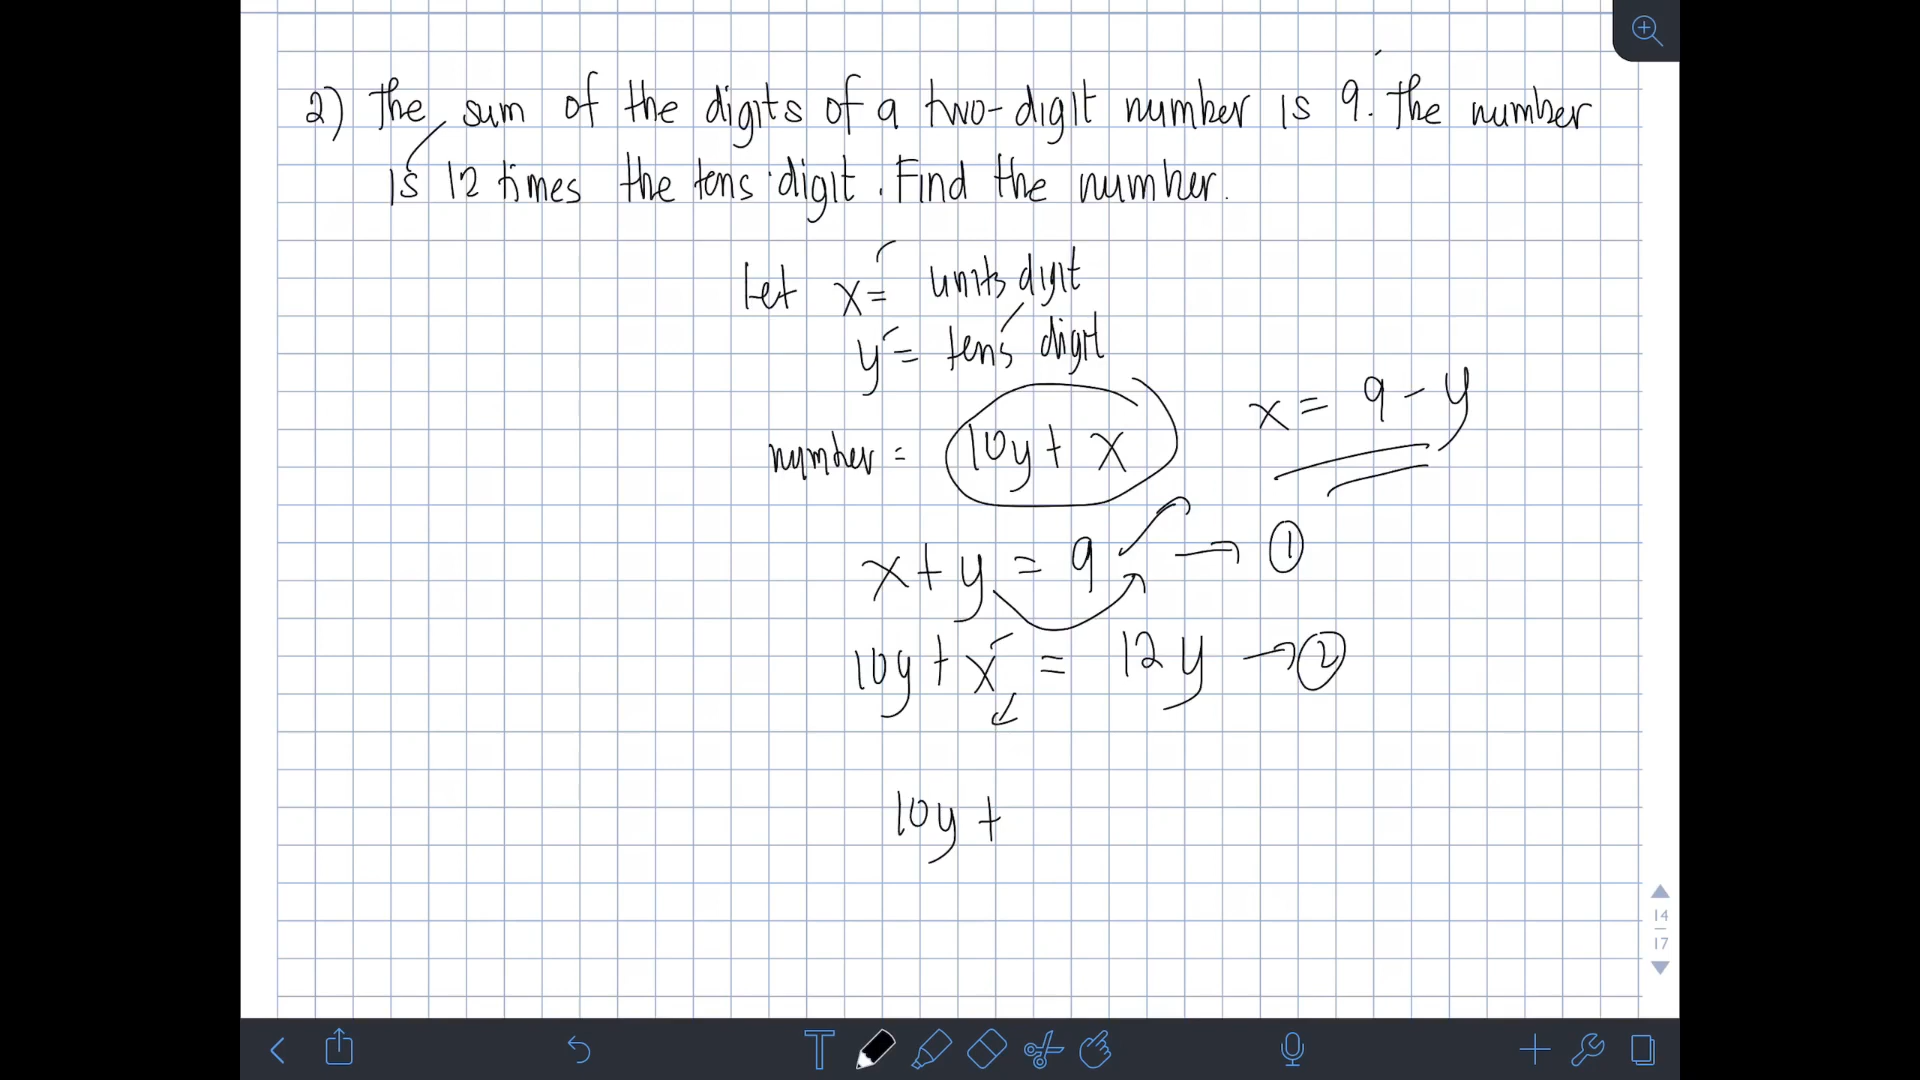 2) The sum of the digits of a two-digit number is 9. The number
is 12 times the tens digit. Find the number.
Let x = units digit
y = tens digit
number = 10y + x
x = 9 - y
x + y = 9 → ①
10y + x = 12y → ②
10y +
14
17
T